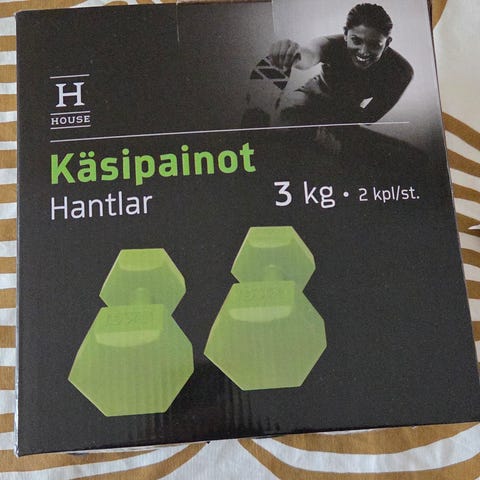 H
HOUSE
Käsipainot
Hantlar
3 kg • 2 kpl/st.